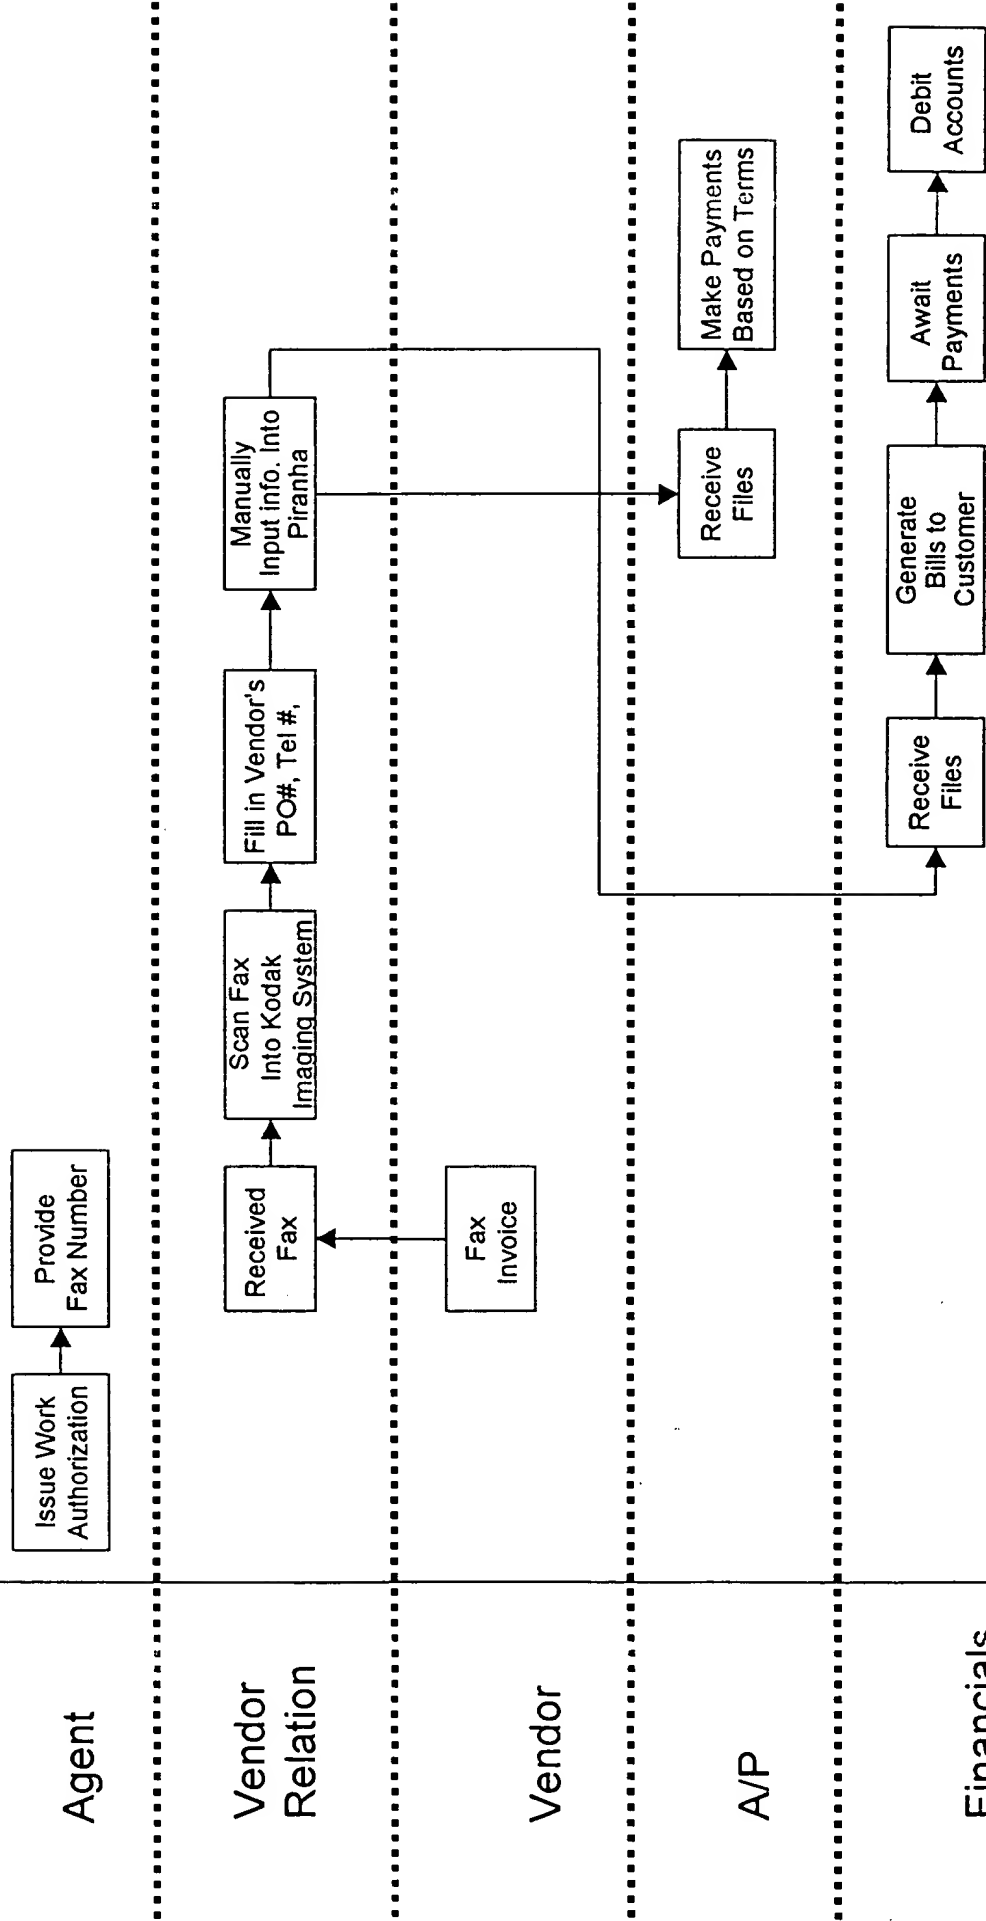 Agent
Issue Work
Authorization
Provide
Fax Number
Vendor
Relation
Received
Fax
Scan Fax
Into Kodak
Imaging System
Fill in Vendor's
PO#, Tel #,
Manually
Input info. Into
Piranha
Vendor
Fax
Invoice
A/P
Receive
Files
Make Payments
Based on Terms
Financials
Receive
Files
Generate
Bills to
Customer
Await
Payments
Debit
Accounts